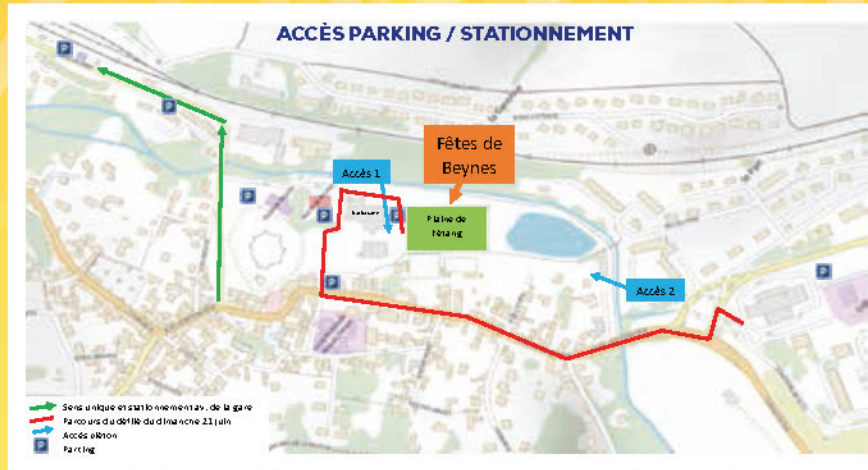 ACCÈS PARKING / STATIONNEMENT
P
P
Fêtes de
Beynes
Accès 1
P
P
P
Plaine de
l'étang
P
Accès 2
P
Sens unique et stationnement av. de la gare
Parcours du défilé du dimanche 21 juin
Accès piéton
P
Parking